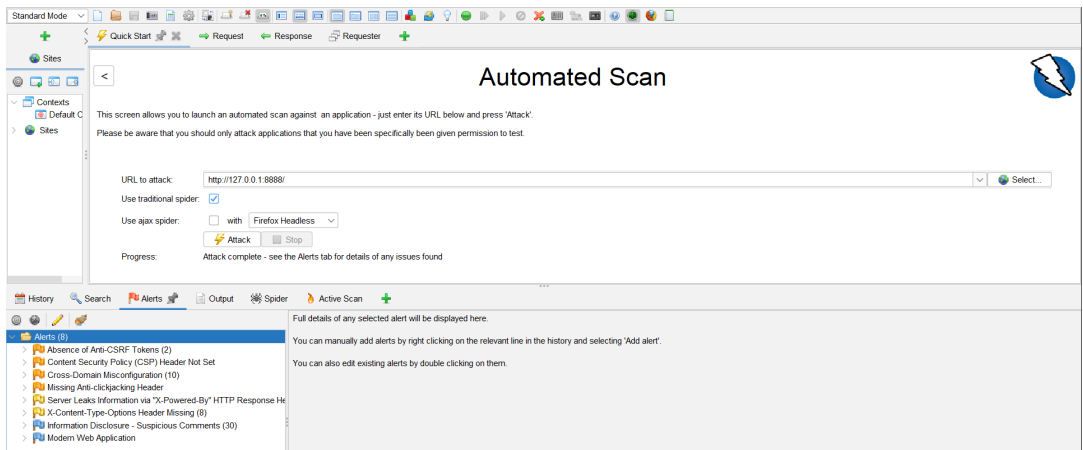 Standard Mode
Quick Start
Request
Response
Requester
Sites
<
Automated Scan
Contexts
Default C
Sites
This screen allows you to launch an automated scan against an application - just enter its URL below and press 'Attack'.
Please be aware that you should only attack applications that you have been specifically been given permission to test.
URL to attack:
http://127.0.0.1:8888/
Select...
Use traditional spider:
Use ajax spider:
with
Firefox Headless
Attack
Stop
Progress:
Attack complete - see the Alerts tab for details of any issues found
History
Search
Alerts
Output
Spider
Active Scan
Alerts (8)
Absence of Anti-CSRF Tokens (2)
Content Security Policy (CSP) Header Not Set
Cross-Domain Misconfiguration (10)
Missing Anti-clickjacking Header
Server Leaks Information via "X-Powered-By" HTTP Response He
X-Content-Type-Options Header Missing (8)
Information Disclosure - Suspicious Comments (30)
Modern Web Application
Full details of any selected alert will be displayed here.
You can manually add alerts by right clicking on the relevant line in the history and selecting 'Add alert'.
You can also edit existing alerts by double clicking on them.